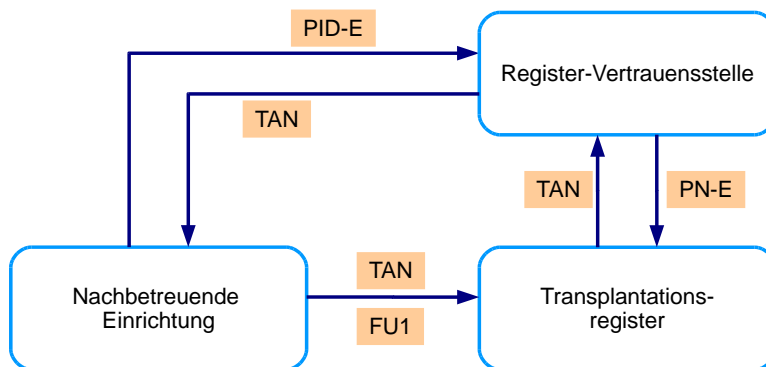 PID-E
Register-Vertrauensstelle
TAN
TAN
PN-E
Nachbetreuende
Einrichtung
TAN
FU1
Transplantations-
register